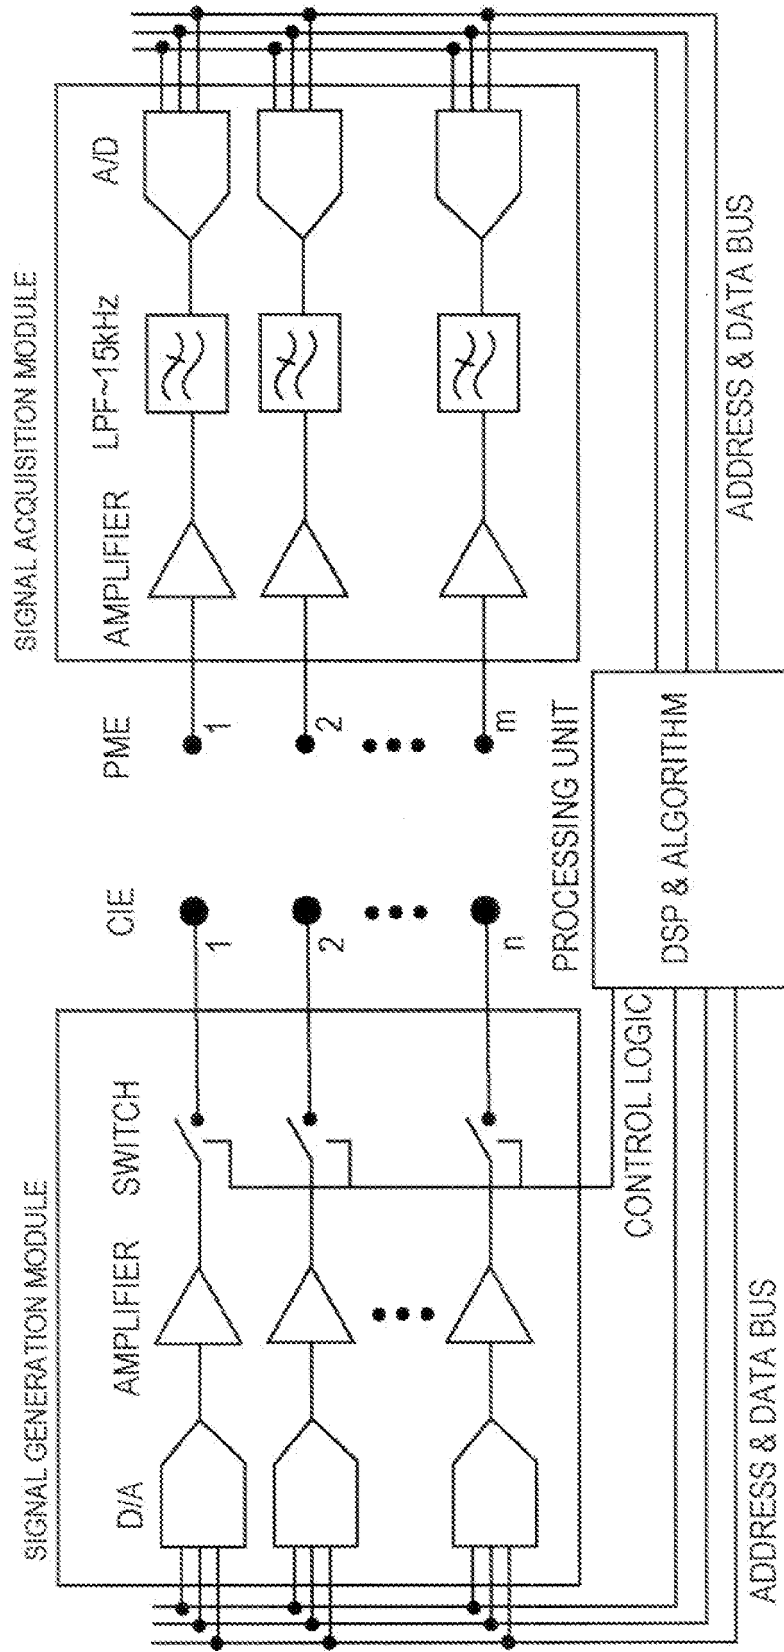 SIGNAL GENERATION MODULE
SIGNAL ACQUISITION MODULE
D/A
AMPLIFIER
SWITCH
CIE
PME
AMPLIFIER
LPF~15kHz
A/D
1
1
2
2
n
m
PROCESSING UNIT
CONTROL LOGIC
DSP & ALGORITHM
ADDRESS & DATA BUS
ADDRESS & DATA BUS